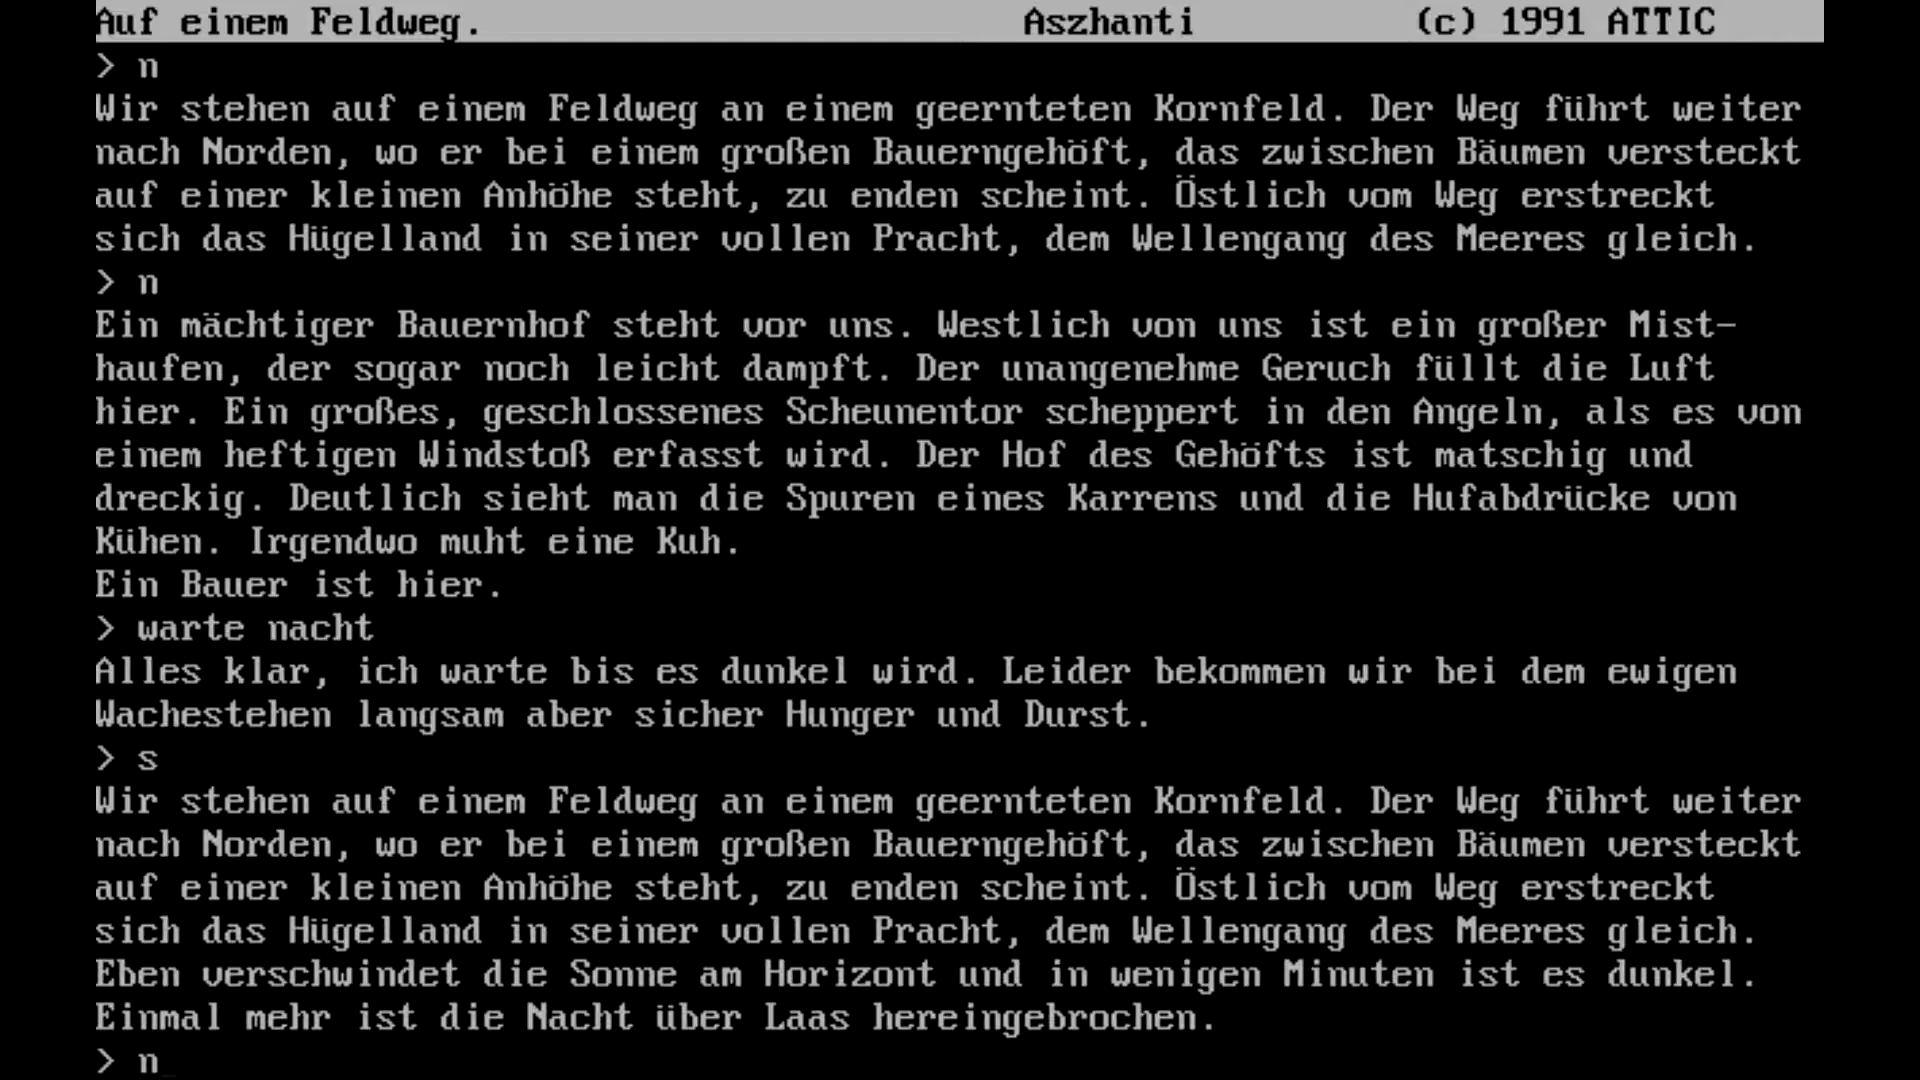 Auf einem Feldweg. Aszhanti (c) 1991 ATTIC
> n
Wir stehen auf einem Feldweg an einem geernteten Kornfeld. Der Weg führt weiter
nach Norden, wo er bei einem großen Bauerngehöft, das zwischen Bäumen versteckt
auf einer kleinen Anhöhe steht, zu enden scheint. Östlich vom Weg erstreckt
sich das Hügelland in seiner vollen Pracht, dem Wellengang des Meeres gleich.
> n
Ein mächtiger Bauernhof steht vor uns. Westlich von uns ist ein großer Mist-
haufen, der sogar noch leicht dampft. Der unangenehme Geruch füllt die Luft
hier. Ein großes, geschlossenes Scheunentor scheppert in den Angeln, als es von
einem heftigen Windstoß erfasst wird. Der Hof des Gehöfts ist matschig und
dreckig. Deutlich sieht man die Spuren eines Karrens und die Hufabdrücke von
Kühen. Irgendwo muht eine Kuh.
Ein Bauer ist hier.
> warte nacht
Alles klar, ich warte bis es dunkel wird. Leider bekommen wir bei dem ewigen
Wachestehen langsam aber sicher Hunger und Durst.
> s
Wir stehen auf einem Feldweg an einem geernteten Kornfeld. Der Weg führt weiter
nach Norden, wo er bei einem großen Bauerngehöft, das zwischen Bäumen versteckt
auf einer kleinen Anhöhe steht, zu enden scheint. Östlich vom Weg erstreckt
sich das Hügelland in seiner vollen Pracht, dem Wellengang des Meeres gleich.
Eben verschwindet die Sonne am Horizont und in wenigen Minuten ist es dunkel.
Einmal mehr ist die Nacht über Laas hereingebrochen.
> n